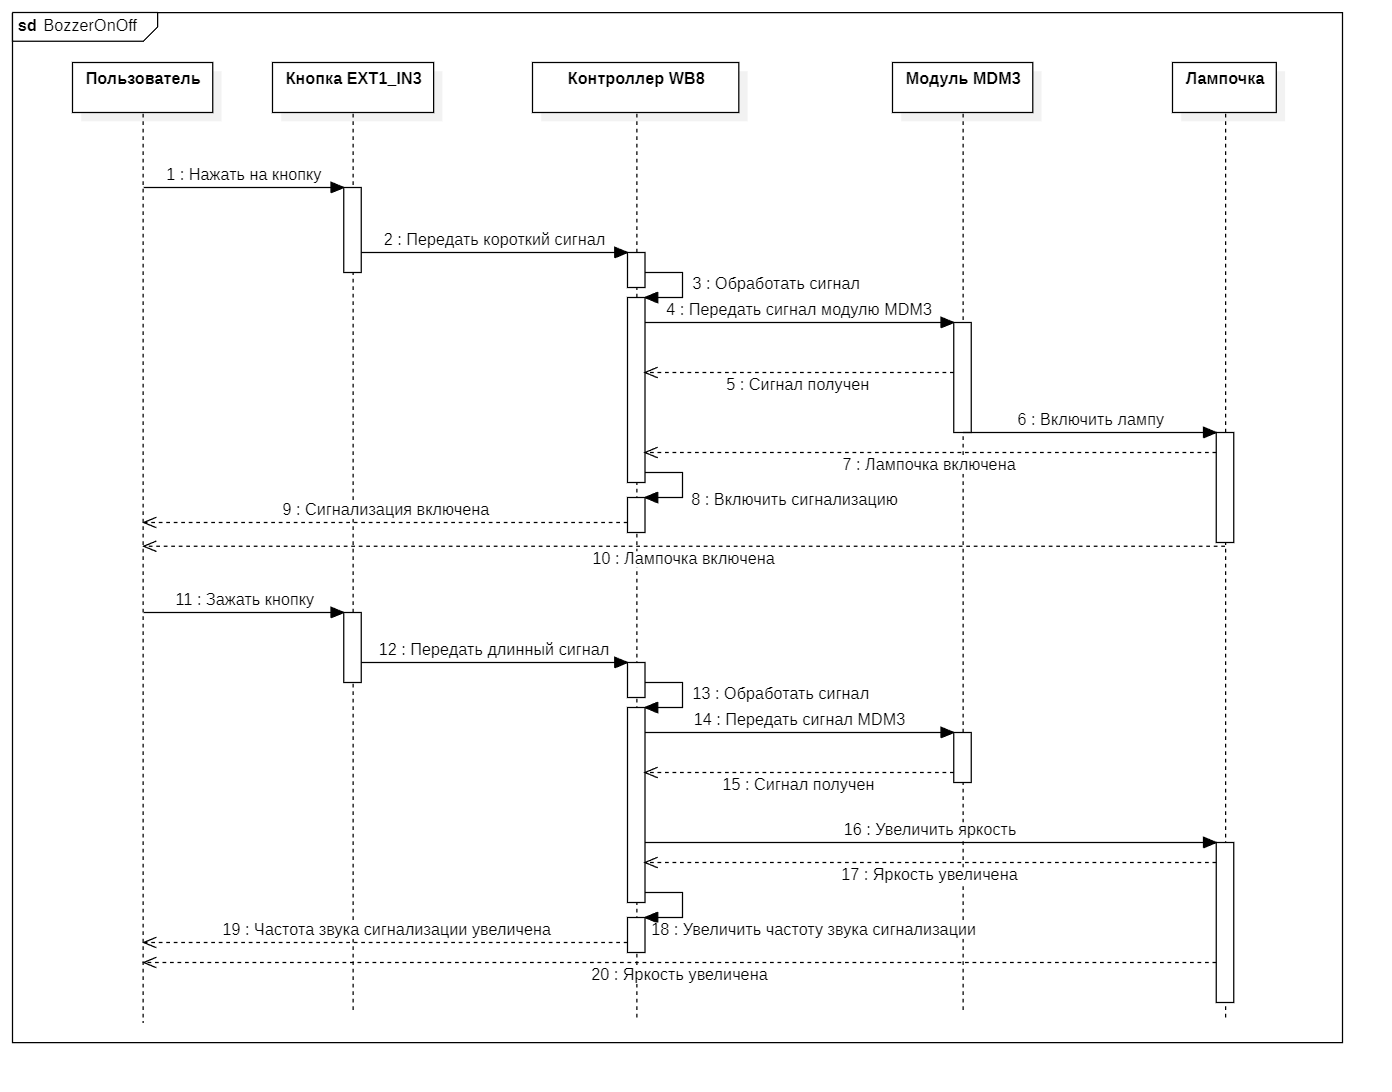 sd BozzerOnOff
Пользователь
Кнопка EXT1_IN3
Контроллер WB8
Модуль MDM3
Лампочка
1 : Нажать на кнопку
2 : Передать короткий сигнал
3 : Обработать сигнал
4 : Передать сигнал модулю MDM3
5 : Сигнал получен
6 : Включить лампу
7 : Лампочка включена
8 : Включить сигнализацию
9 : Сигнализация включена
10 : Лампочка включена
11 : Зажать кнопку
12 : Передать длинный сигнал
13 : Обработать сигнал
14 : Передать сигнал MDM3
15 : Сигнал получен
16 : Увеличить яркость
17 : Яркость увеличена
18 : Увеличить частоту звука сигнализации
19 : Частота звука сигнализации увеличена
20 : Яркость увеличена